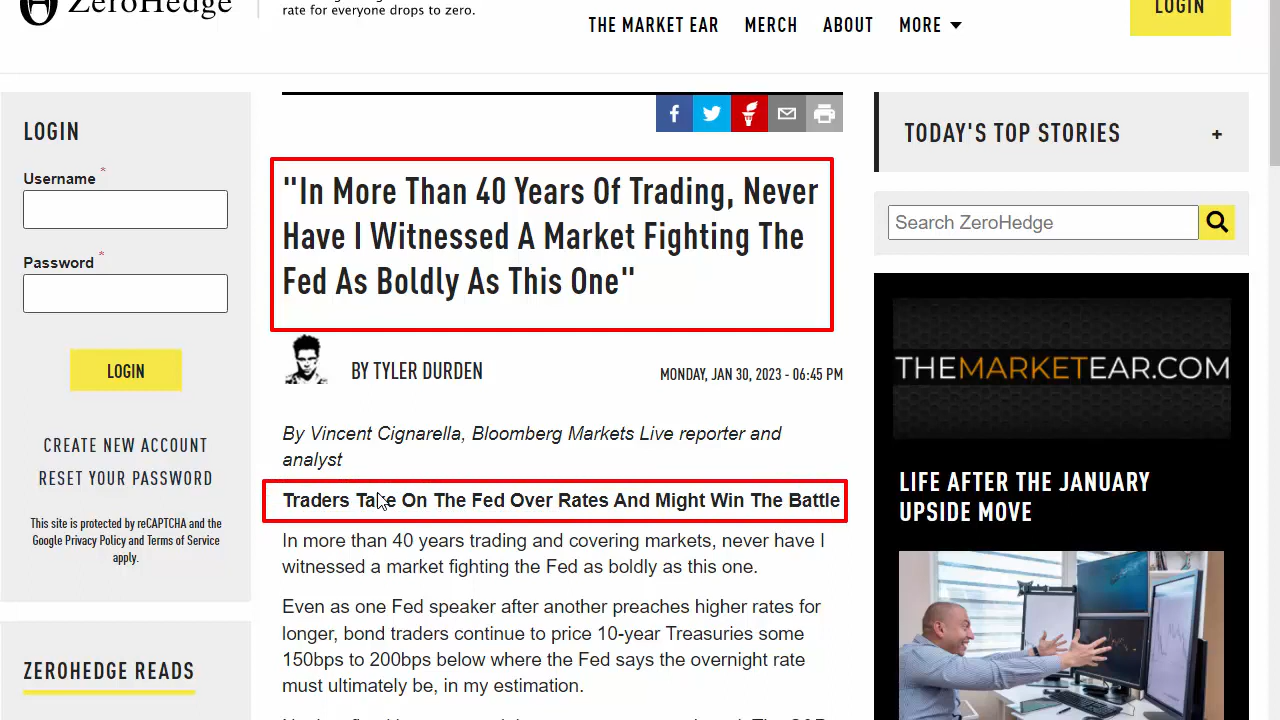 ZeroHedge
rate for everyone drops to zero.
THE MARKET EAR
MERCH
ABOUT
MORE
LOGIN
LOGIN
Username *
Password *
LOGIN
CREATE NEW ACCOUNT
RESET YOUR PASSWORD
This site is protected by reCAPTCHA and the
Google Privacy Policy and Terms of Service
apply.
ZEROHEDGE READS
"In More Than 40 Years Of Trading, Never
Have I Witnessed A Market Fighting The
Fed As Boldly As This One"
BY TYLER DURDEN
MONDAY, JAN 30, 2023 - 06:45 PM
By Vincent Cignarella, Bloomberg Markets Live reporter and
analyst
Traders Take On The Fed Over Rates And Might Win The Battle
In more than 40 years trading and covering markets, never have I
witnessed a market fighting the Fed as boldly as this one.
Even as one Fed speaker after another preaches higher rates for
longer, bond traders continue to price 10-year Treasuries some
150bps to 200bps below where the Fed says the overnight rate
must ultimately be, in my estimation.
TODAY'S TOP STORIES +
Search ZeroHedge
THEMARKETEAR.COM
LIFE AFTER THE JANUARY
UPSIDE MOVE